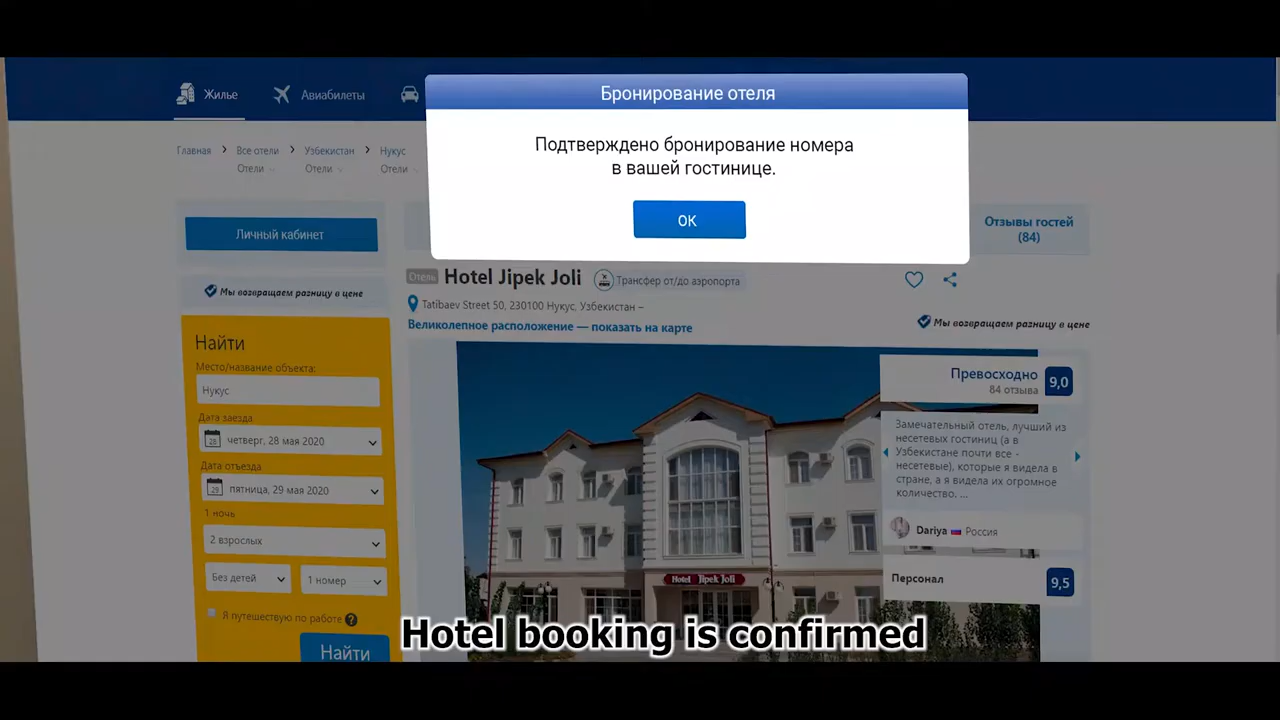 Жилье
Авиабилеты
Бронирование отеля
Подтверждено бронирование номера
в вашей гостинице.
ОК
Главная
Все отели
Узбекистан
Нукус
Отели
Отели
Отели
Личный кабинет
Отзывы гостей
(84)
Отель
Hotel Jipek Joli
Трансфер от/до аэропорта
Tatibaev Street 50, 230100 Нукус, Узбекистан –
Великолепное расположение — показать на карте
Мы возвращаем разницу в цене
Мы возвращаем разницу в цене
Найти
Место/название объекта:
Нукус
Дата заезда
28
четверг, 28 мая 2020
Дата отъезда
29
пятница, 29 мая 2020
1 ночь
2 взрослых
Без детей
1 номер
Я путешествую по работе
?
Найти
Превосходно
9,0
84 отзыва
Замечательный отель, лучший из
несетевых гостиниц (а в
Узбекистане почти все -
несетевые), которые я видела в
стране, а я видела их огромное
количество, ...
Dariya
Россия
Персонал
9,5
Hotel Jipek Joli
Hotel booking is confirmed